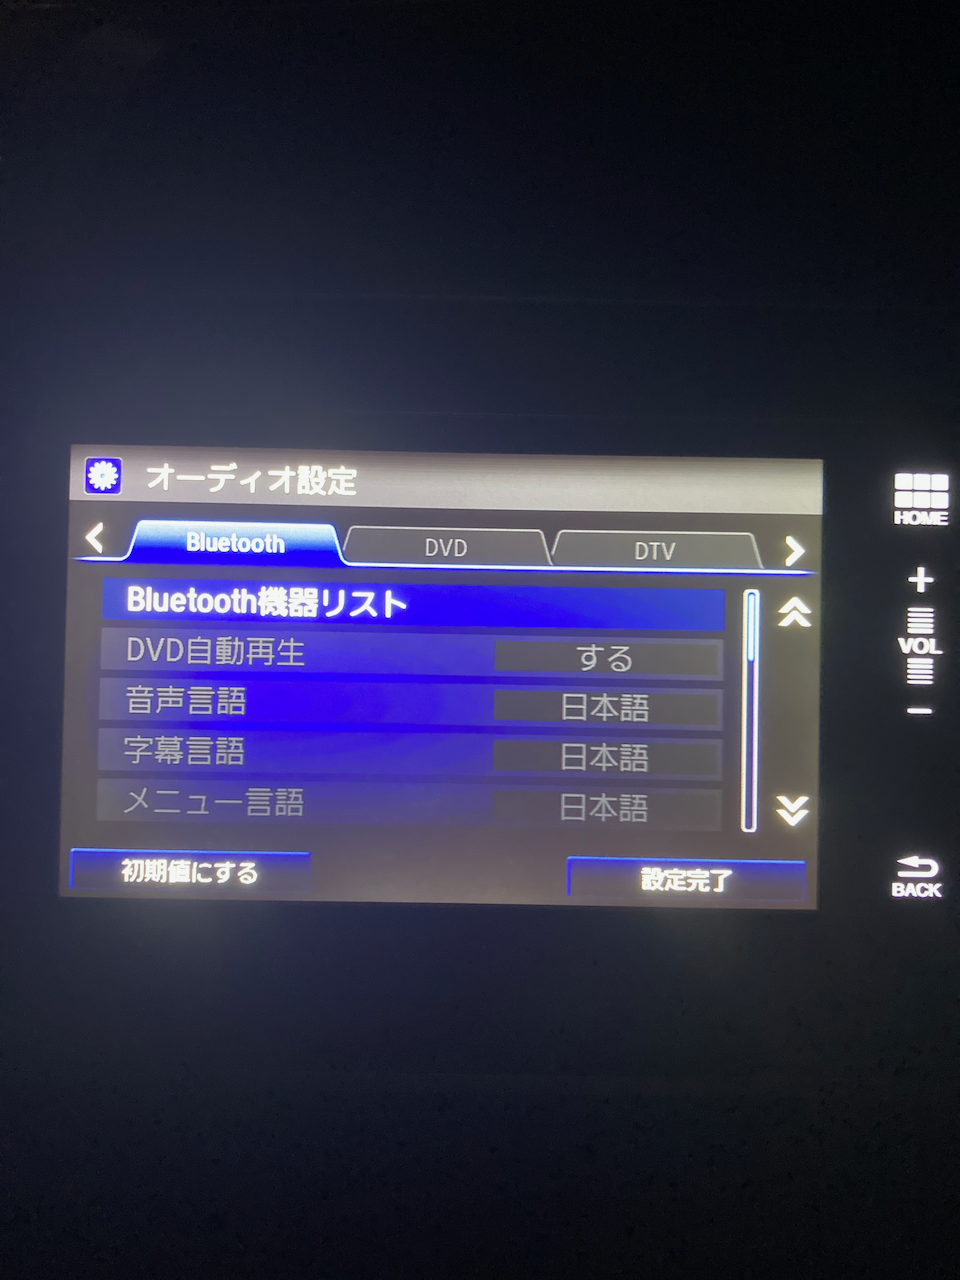 オーディオ設定
Bluetooth DVD DTV
Bluetooth機器リスト
DVD自動再生 する
音声言語 日本語
字幕言語 日本語
メニュー言語 日本語
初期値にする 設定完了
HOME
+
VOL
−
BACK